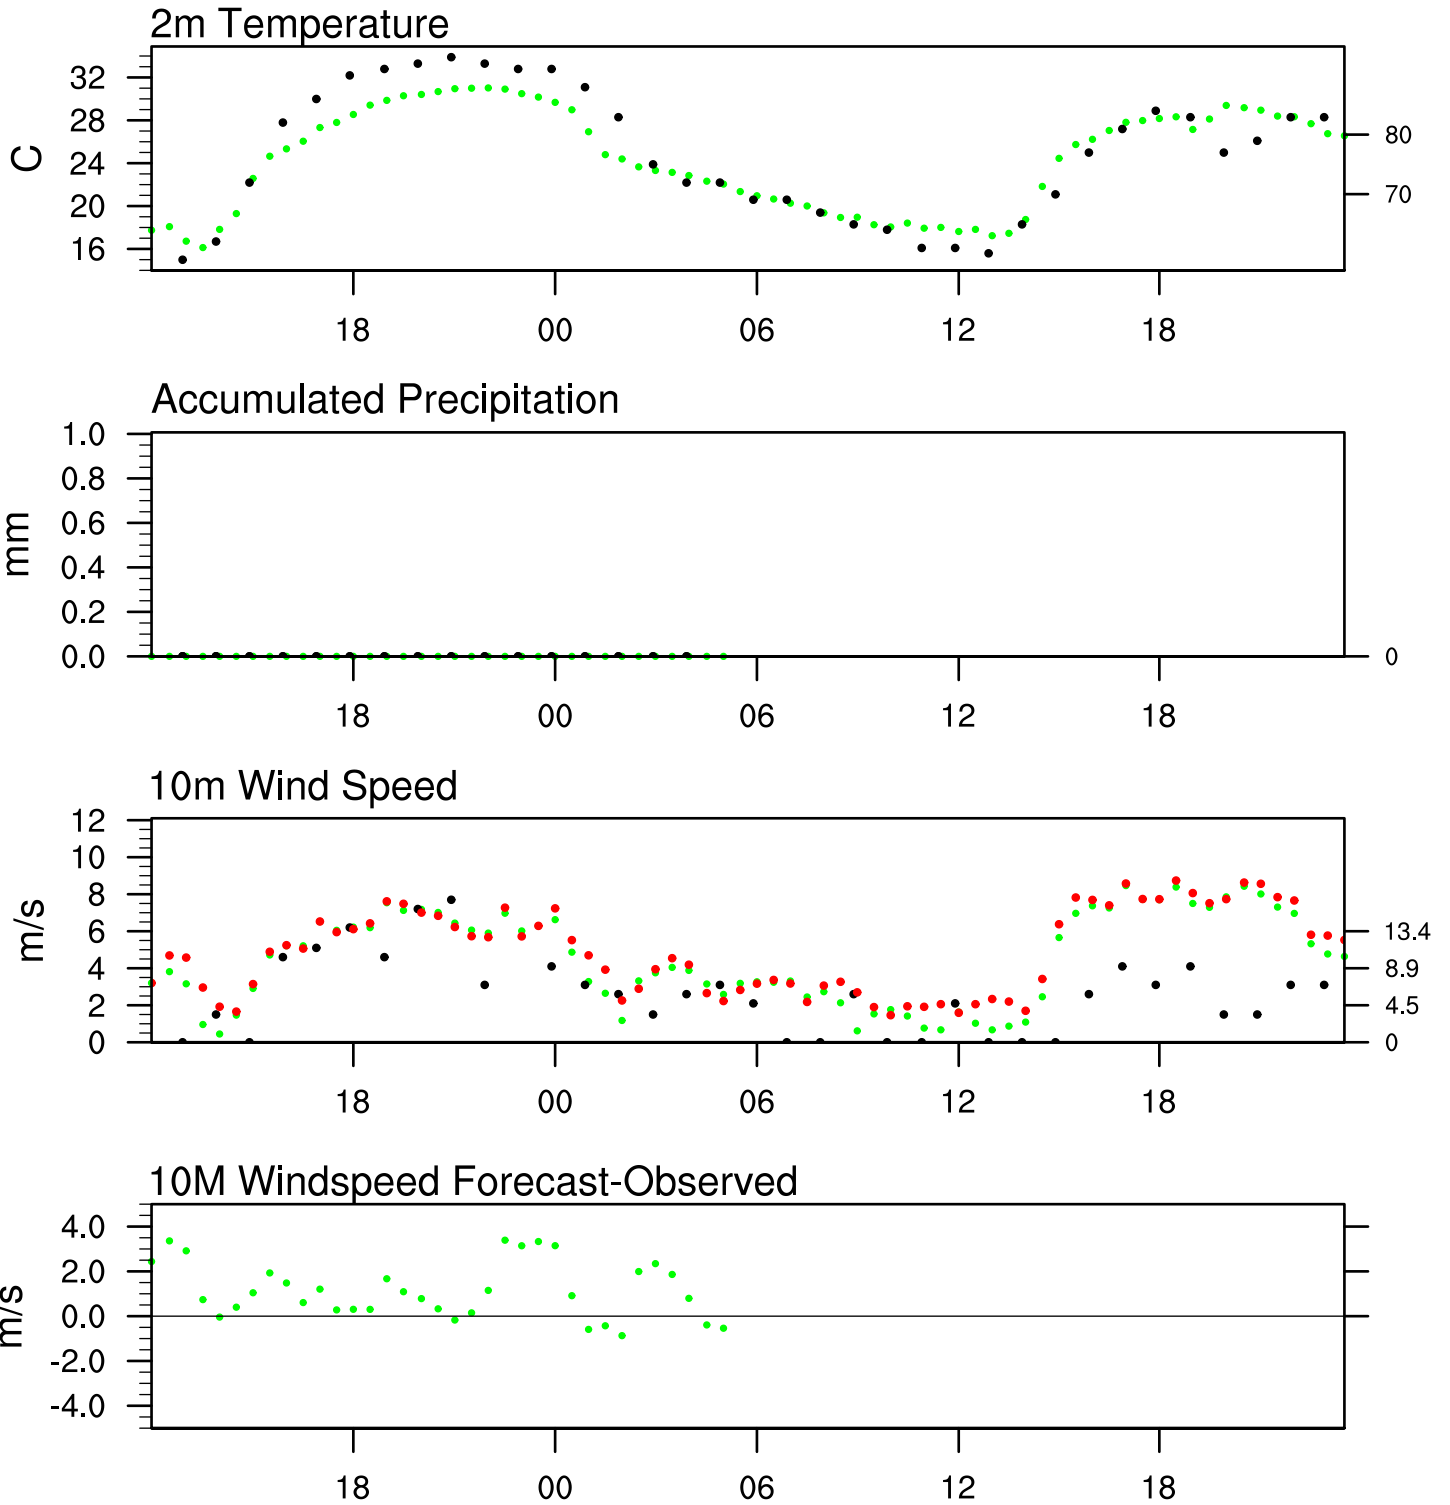 2m Temperature
32
28
24
20
16
C
80
70
18 00 06 12 18
Accumulated Precipitation
1.0
0.8
0.6
0.4
0.2
0.0
mm
0
18 00 06 12 18
10m Wind Speed
12
10
8
6
4
2
0
m/s
13.4
8.9
4.5
0
18 00 06 12 18
10M Windspeed Forecast-Observed
4.0
2.0
0.0
-2.0
-4.0
m/s
18 00 06 12 18